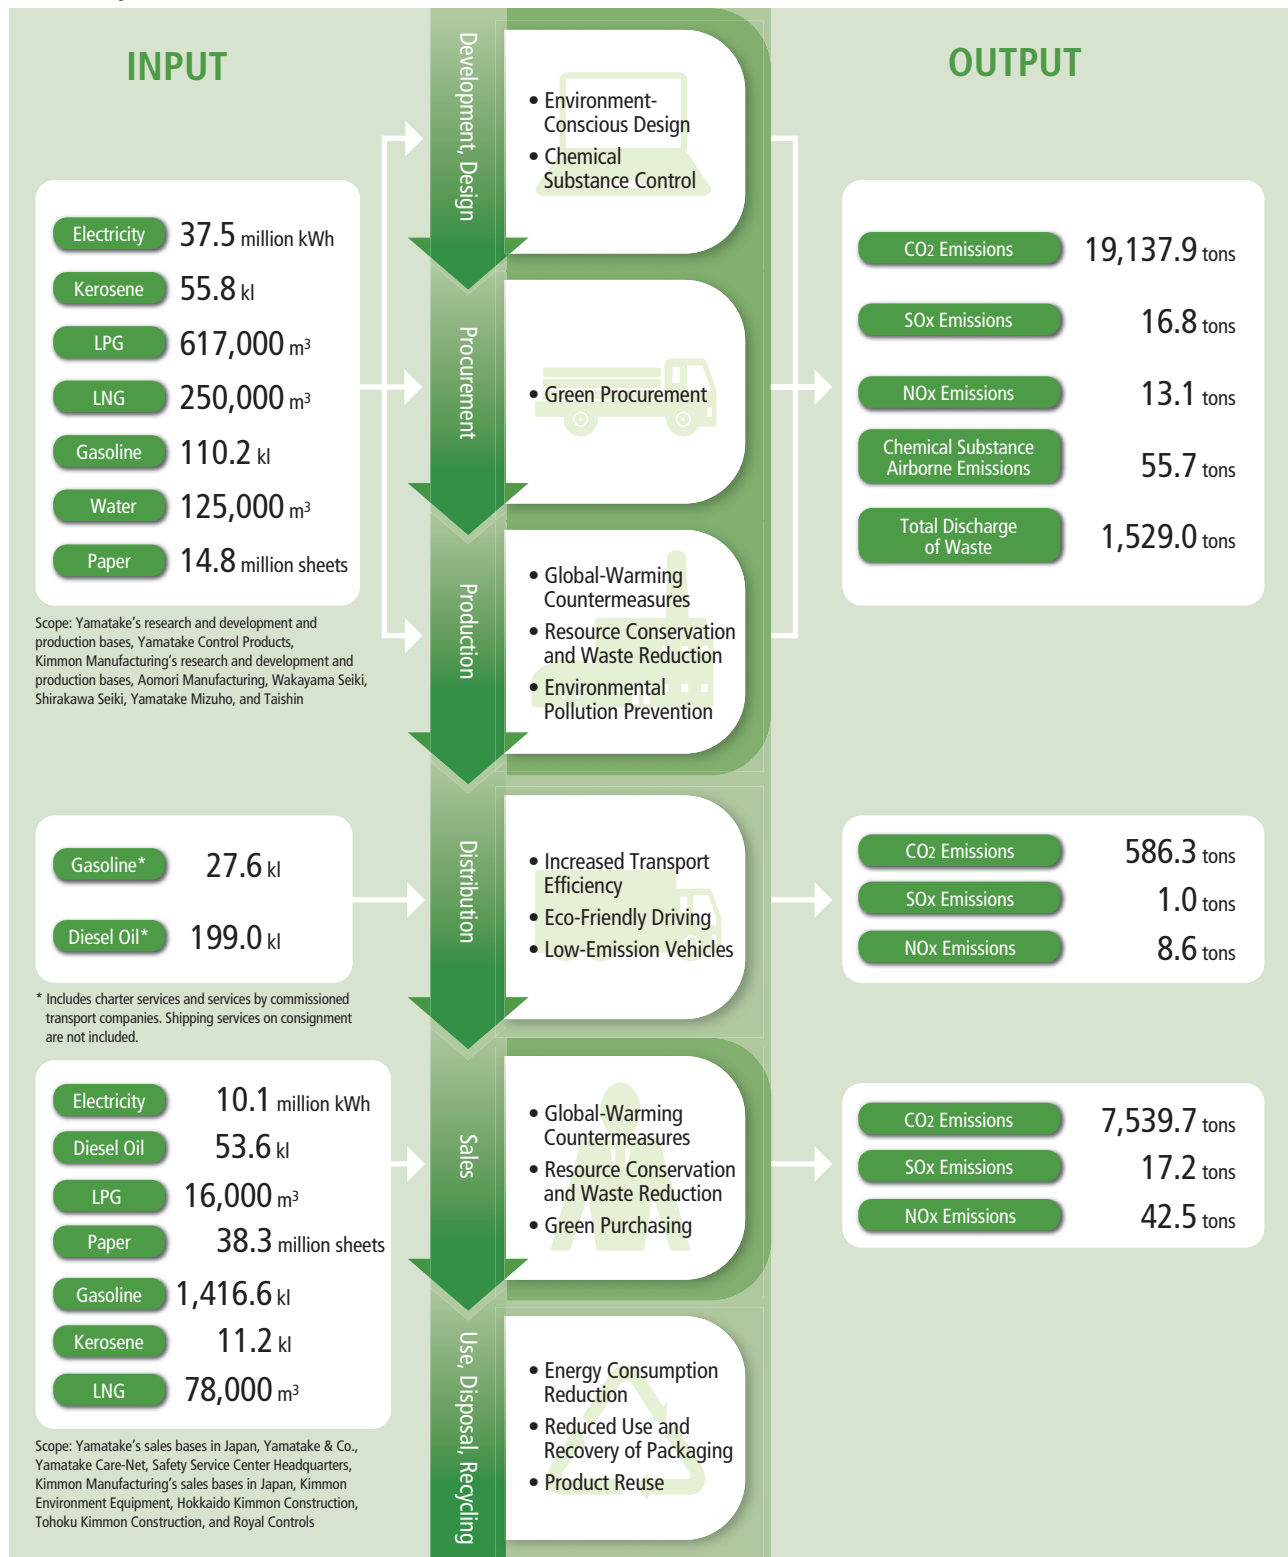 INPUT
Electricity 37.5 million kWh
Kerosene 55.8 kl
LPG 617,000 m³
LNG 250,000 m³
Gasoline 110.2 kl
Water 125,000 m³
Paper 14.8 million sheets
Scope: Yamatake’s research and development and
production bases, Yamatake Control Products,
Kimmon Manufacturing’s research and development and
production bases, Aomori Manufacturing, Wakayama Seiki,
Shirakawa Seiki, Yamatake Mizuho, and Taishin
Gasoline* 27.6 kl
Diesel Oil* 199.0 kl
* Includes charter services and services by commissioned
transport companies. Shipping services on consignment
are not included.
Electricity 10.1 million kWh
Diesel Oil 53.6 kl
LPG 16,000 m³
Paper 38.3 million sheets
Gasoline 1,416.6 kl
Kerosene 11.2 kl
LNG 78,000 m³
Scope: Yamatake’s sales bases in Japan, Yamatake & Co.,
Yamatake Care-Net, Safety Service Center Headquarters,
Kimmon Manufacturing’s sales bases in Japan, Kimmon
Environment Equipment, Hokkaido Kimmon Construction,
Tohoku Kimmon Construction, and Royal Controls
Development, Design
• Environment-
Conscious Design
• Chemical
Substance Control
Procurement
• Green Procurement
Production
• Global-Warming
Countermeasures
• Resource Conservation
and Waste Reduction
• Environmental
Pollution Prevention
Distribution
• Increased Transport
Efficiency
• Eco-Friendly Driving
• Low-Emission Vehicles
Sales
• Global-Warming
Countermeasures
• Resource Conservation
and Waste Reduction
• Green Purchasing
Use, Disposal, Recycling
• Energy Consumption
Reduction
• Reduced Use and
Recovery of Packaging
• Product Reuse
OUTPUT
CO2 Emissions 19,137.9 tons
SOx Emissions 16.8 tons
NOx Emissions 13.1 tons
Chemical Substance
Airborne Emissions 55.7 tons
Total Discharge
of Waste 1,529.0 tons
CO2 Emissions 586.3 tons
SOx Emissions 1.0 tons
NOx Emissions 8.6 tons
CO2 Emissions 7,539.7 tons
SOx Emissions 17.2 tons
NOx Emissions 42.5 tons